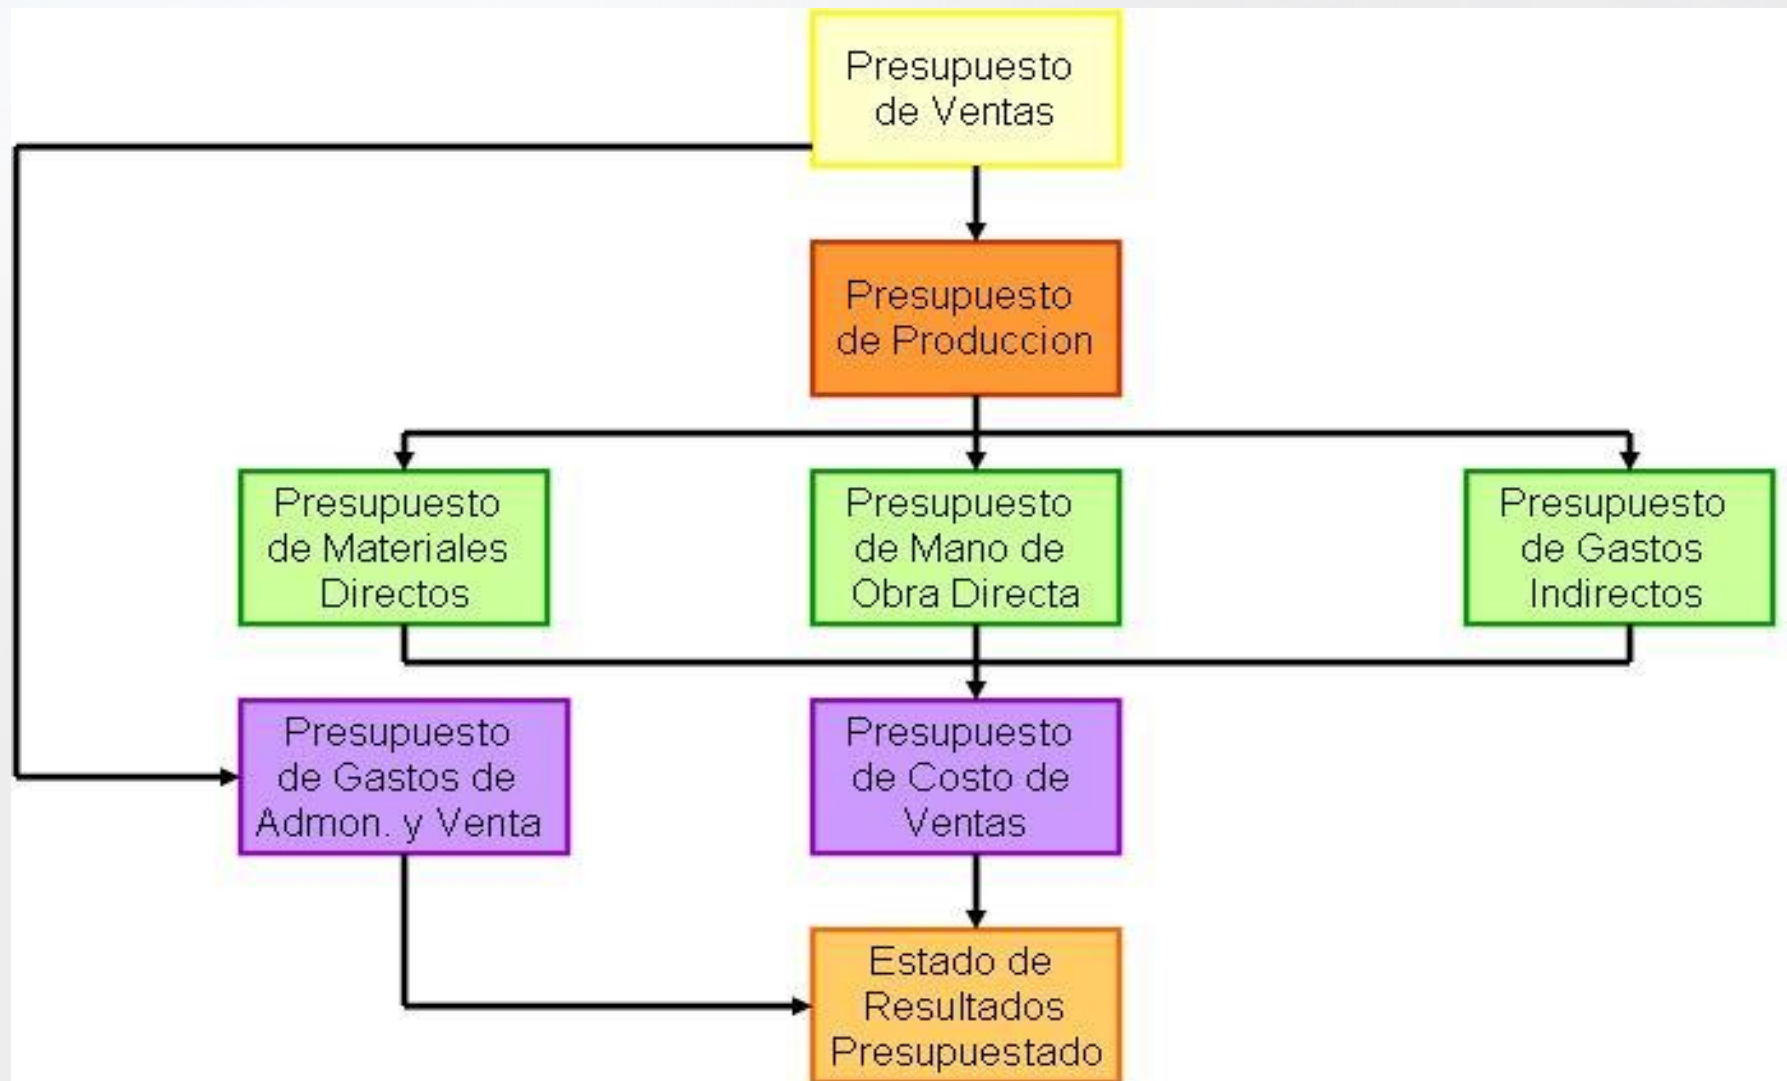 Presupuesto
de Ventas
Presupuesto
de Produccion
Presupuesto
de Materiales
Directos
Presupuesto
de Mano de
Obra Directa
Presupuesto
de Gastos
Indirectos
Presupuesto
de Gastos de
Admon. y Venta
Presupuesto
de Costo de
Ventas
Estado de
Resultados
Presupuestado